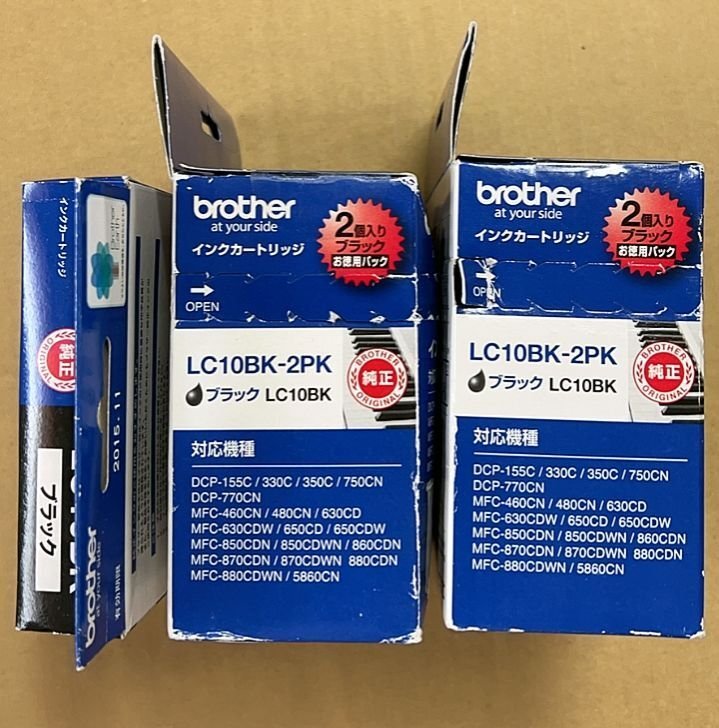 インクカートリッジ
純正
ORIGINAL
ブラック
2015.11
brother
at your side
brother
at your side
インクカートリッジ
2個入り
ブラック
お徳用パック
OPEN
LC10BK-2PK
ブラック LC10BK
BROTHER
純正
ORIGINAL
対応機種
DCP-155C / 330C / 350C / 750CN
DCP-770CN
MFC-460CN / 480CN / 630CD
MFC-630CDW / 650CD / 650CDW
MFC-850CDN / 850CDWN / 860CDN
MFC-870CDN / 870CDWN 880CDN
MFC-880CDWN / 5860CN
brother
at your side
インクカートリッジ
2個入り
ブラック
お徳用パック
OPEN
LC10BK-2PK
ブラック LC10BK
BROTHER
純正
ORIGINAL
対応機種
DCP-155C / 330C / 350C / 750CN
DCP-770CN
MFC-460CN / 480CN / 630CD
MFC-630CDW / 650CD / 650CDW
MFC-850CDN / 850CDWN / 860CDN
MFC-870CDN / 870CDWN 880CDN
MFC-880CDWN / 5860CN